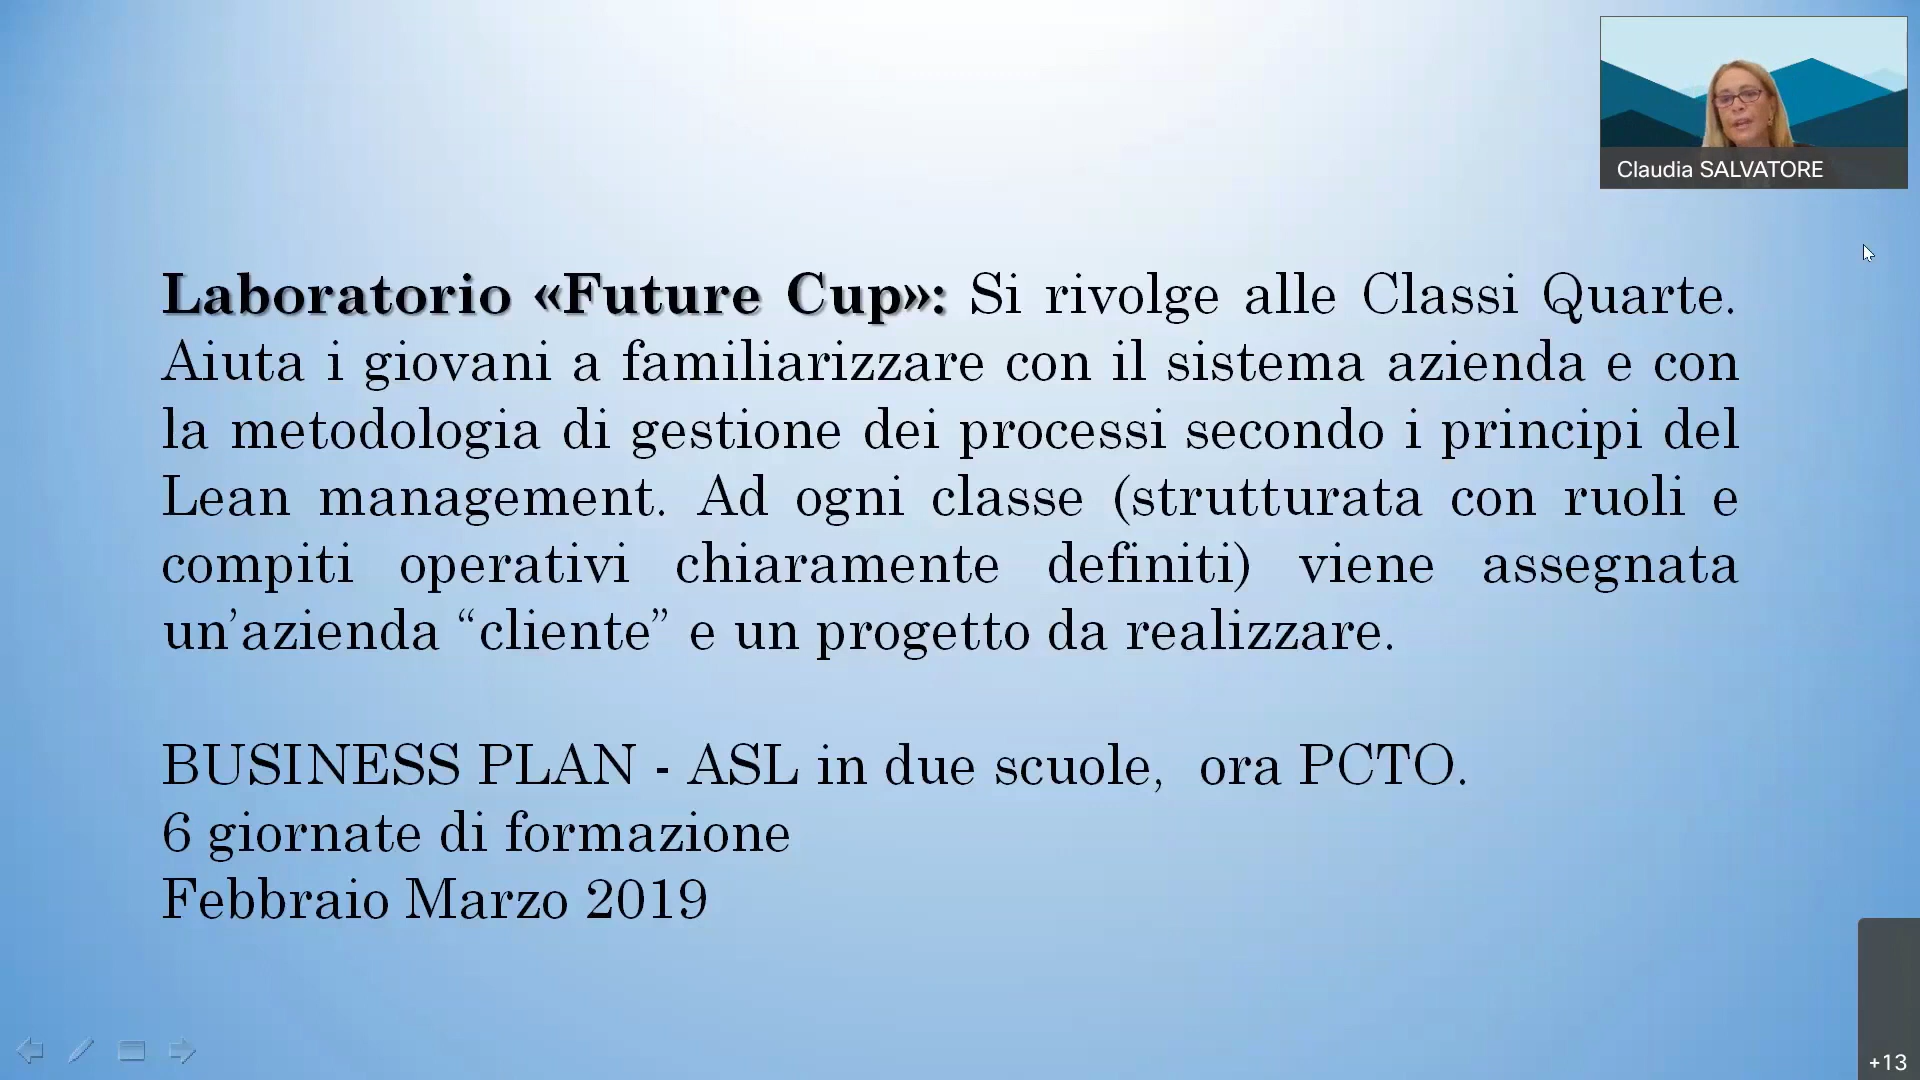 Claudia SALVATORE
Laboratorio «Future Cup»: Si rivolge alle Classi Quarte.
Aiuta i giovani a familiarizzare con il sistema azienda e con
la metodologia di gestione dei processi secondo i principi del
Lean management. Ad ogni classe (strutturata con ruoli e
compiti operativi chiaramente definiti) viene assegnata
un’azienda “cliente” e un progetto da realizzare.
BUSINESS PLAN - ASL in due scuole,  ora PCTO.
6 giornate di formazione
Febbraio Marzo 2019
+13